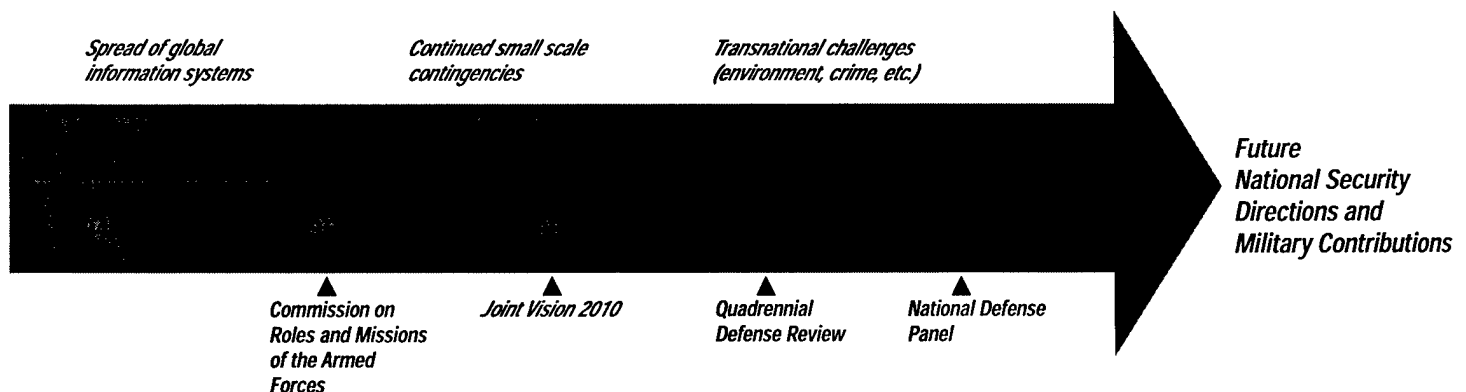 Spread of global
information systems
Continued small scale
contingencies
Transnational challenges
(environment, crime, etc.)
Future
National Security
Directions and
Military Contributions
Commission on
Roles and Missions
of the Armed
Forces
Joint Vision 2010
Quadrennial
Defense Review
National Defense
Panel